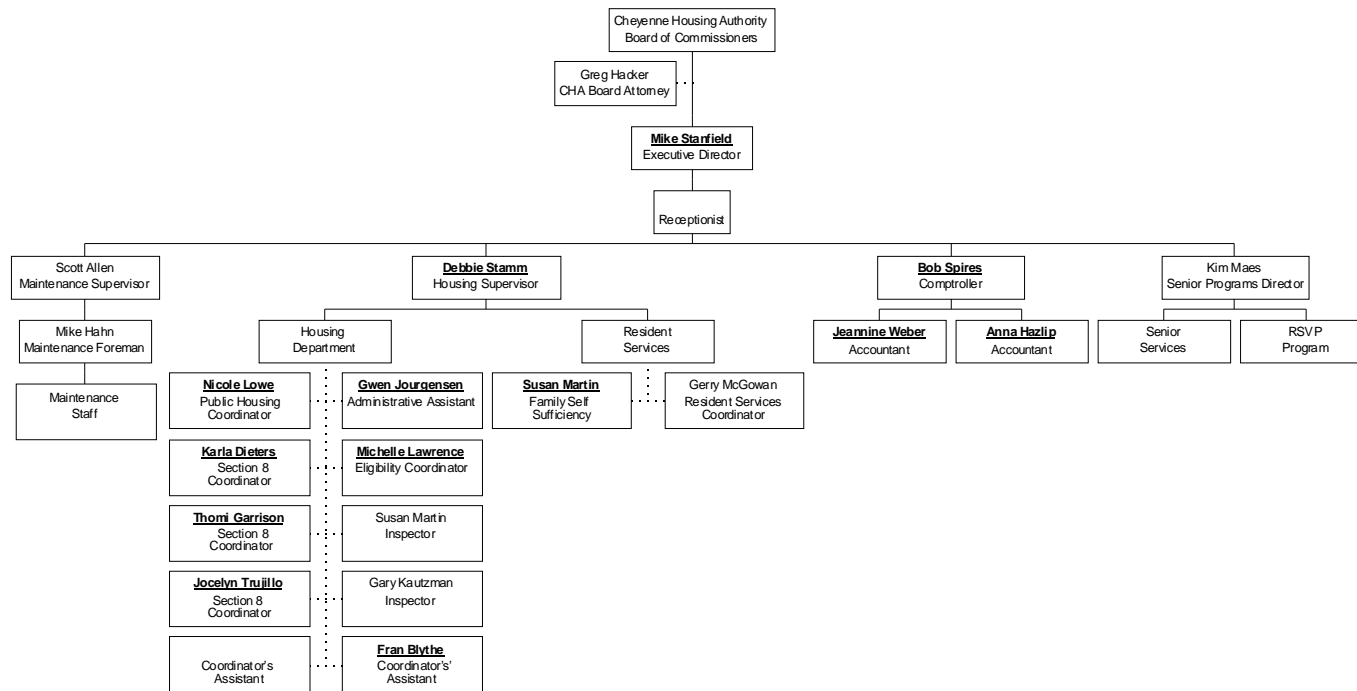 Cheyenne Housing Authority
Board of Commissioners
Greg Hacker
CHA Board Attorney
Mike Stanfield
Executive Director
Receptionist
Scott Allen
Maintenance Supervisor
Mike Hahn
Maintenance Foreman
Maintenance
Staff
Debbie Stamm
Housing Supervisor
Housing
Department
Nicole Lowe
Public Housing
Coordinator
Gwen Jourgensen
Administrative Assistant
Karla Dieters
Section 8
Coordinator
Michelle Lawrence
Eligibility Coordinator
Thomi Garrison
Section 8
Coordinator
Susan Martin
Inspector
Jocelyn Trujillo
Section 8
Coordinator
Gary Kautzman
Inspector
Coordinator's
Assistant
Fran Blythe
Coordinator's'
Assistant
Resident
Services
Susan Martin
Family Self
Sufficiency
Gerry McGowan
Resident Services
Coordinator
Bob Spires
Comptroller
Jeannine Weber
Accountant
Anna Hazlip
Accountant
Kim Maes
Senior Programs Director
Senior
Services
RSVP
Program